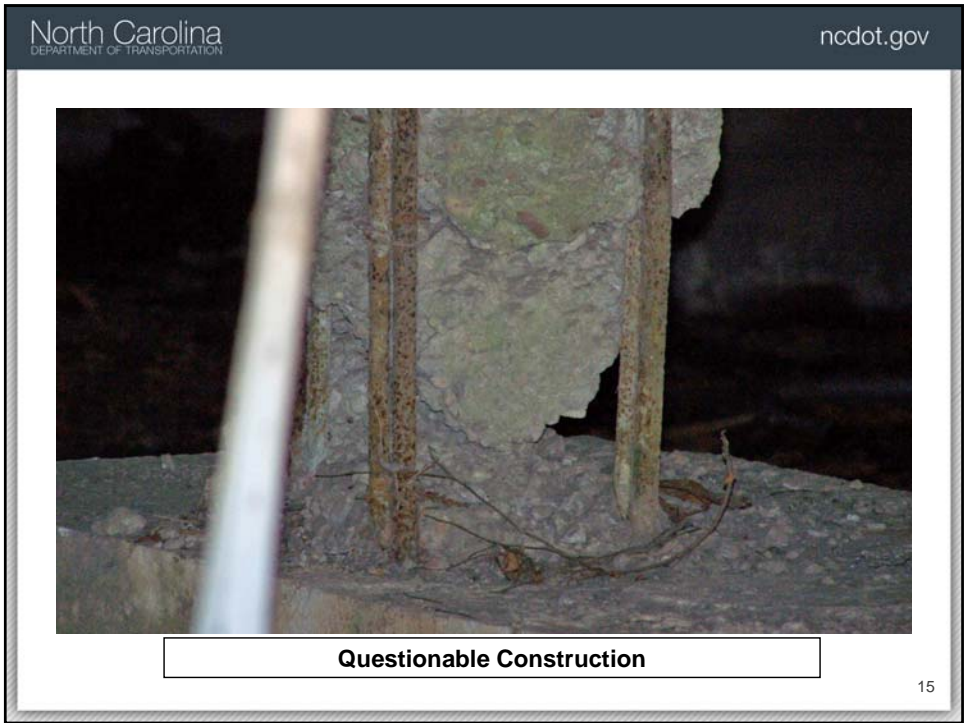 North Carolina
DEPARTMENT OF TRANSPORTATION
ncdot.gov
Questionable Construction
15